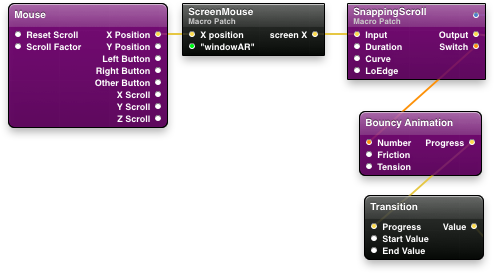 Mouse
Reset Scroll X Position
Scroll Factor Y Position
Left Button
Right Button
Other Button
X Scroll
Y Scroll
Z Scroll
ScreenMouse
Macro Patch
X position screen X
"windowAR"
SnappingScroll
Macro Patch
Input Output
Duration Switch
Curve
LoEdge
Bouncy Animation
Number Progress
Friction
Tension
Transition
Progress Value
Start Value
End Value